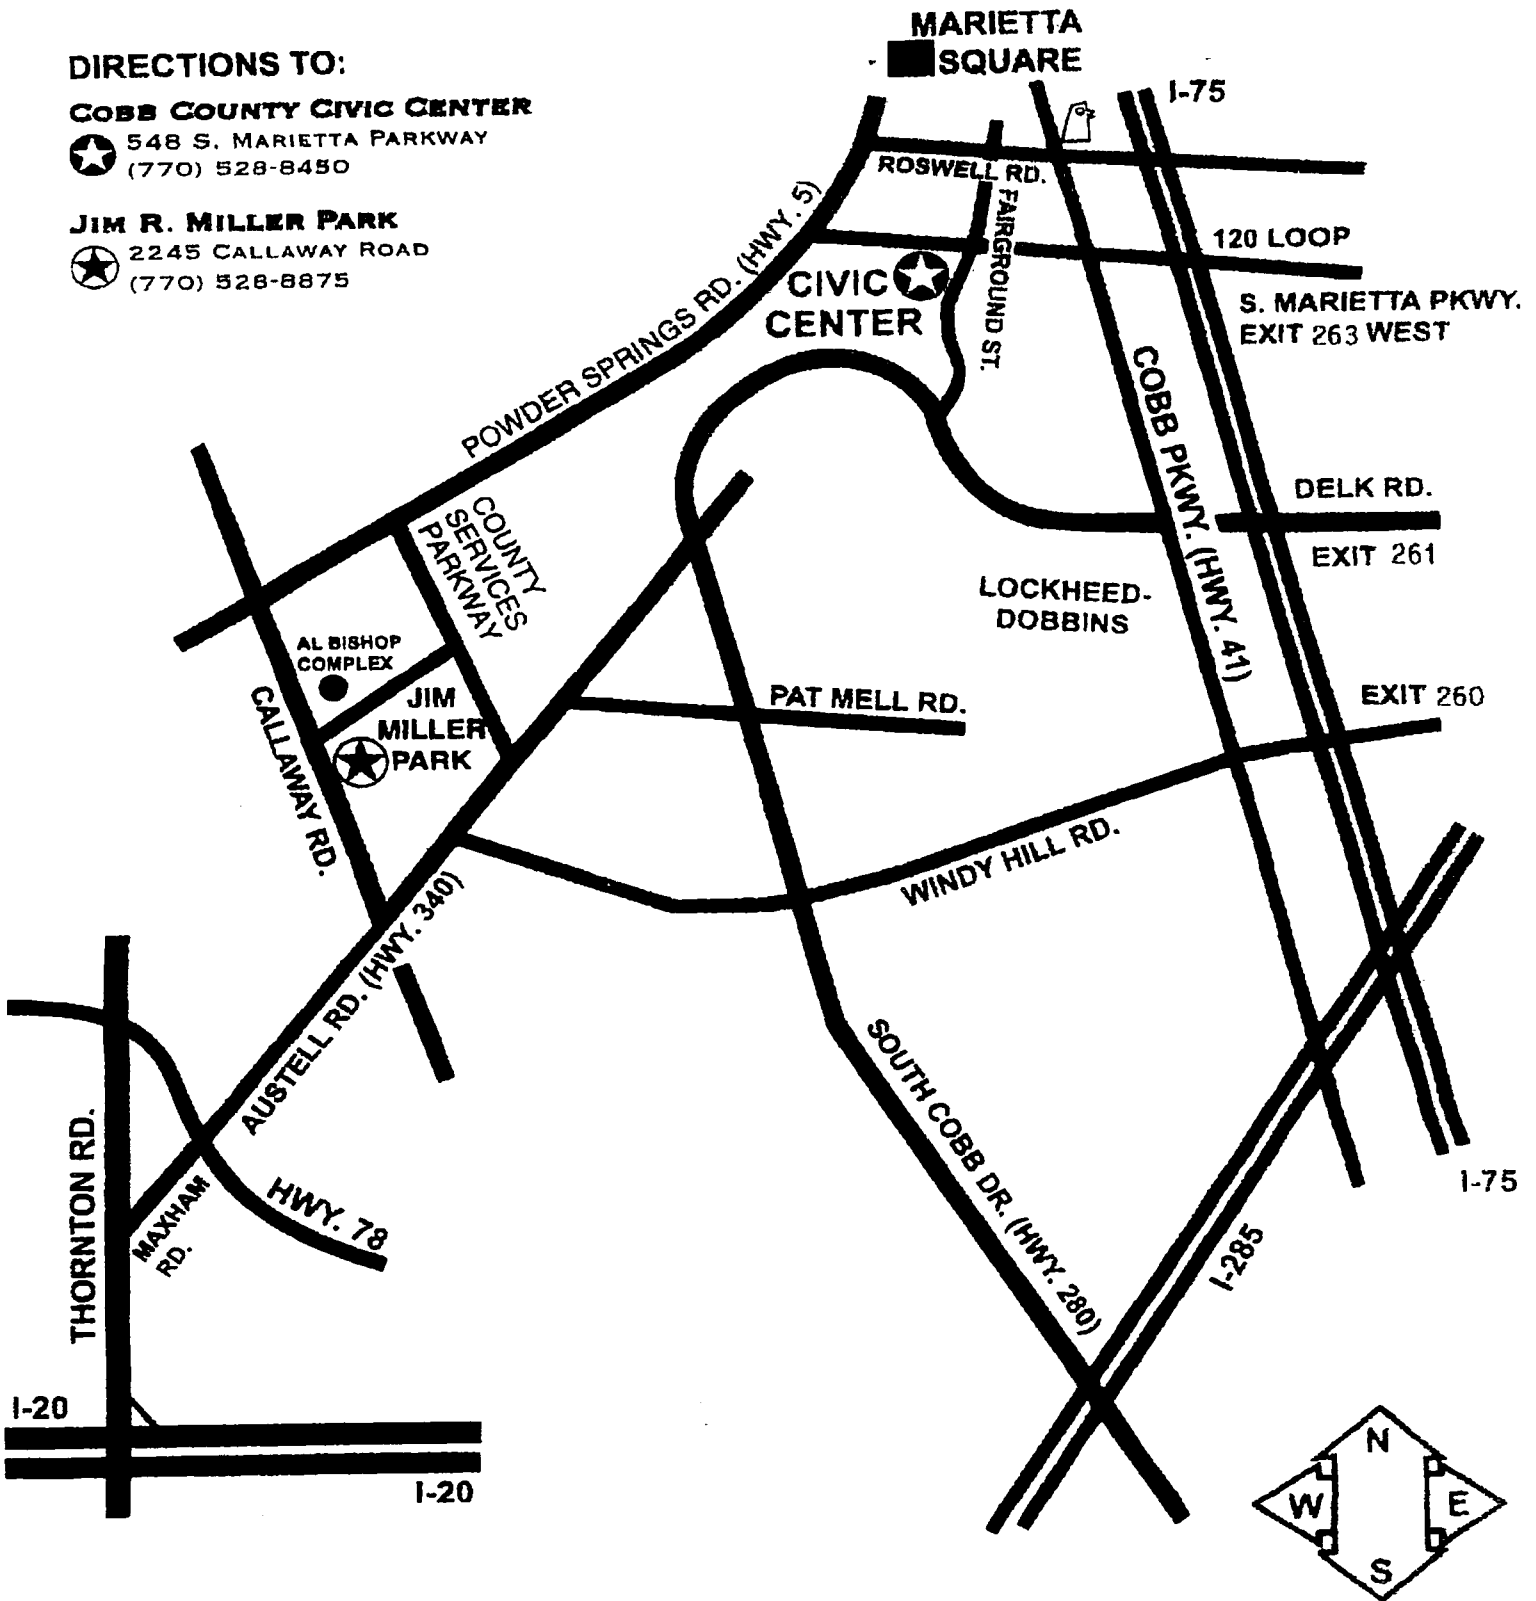 MARIETTA
SQUARE
DIRECTIONS TO:
COBB COUNTY CIVIC CENTER
548 S. MARIETTA PARKWAY
(770) 528-8450
JIM R. MILLER PARK
2245 CALLAWAY ROAD
(770) 528-8875
I-75
ROSWELL RD.
FAIRGROUND ST.
120 LOOP
S. MARIETTA PKWY.
EXIT 263 WEST
CIVIC
CENTER
POWDER SPRINGS RD. (HWY. 5)
COBB PKWY. (HWY. 41)
DELK RD.
EXIT 261
COUNTY
SERVICES
PARKWAY
LOCKHEED-
DOBBINS
AL BISHOP
COMPLEX
JIM
MILLER
PARK
CALLAWAY RD.
PAT MELL RD.
EXIT 260
WINDY HILL RD.
AUSTELL RD. (HWY. 340)
SOUTH COBB DR. (HWY. 280)
THORNTON RD.
MAXHAM
RD.
HWY. 78
I-75
I-285
I-20
I-20
N
W
E
S